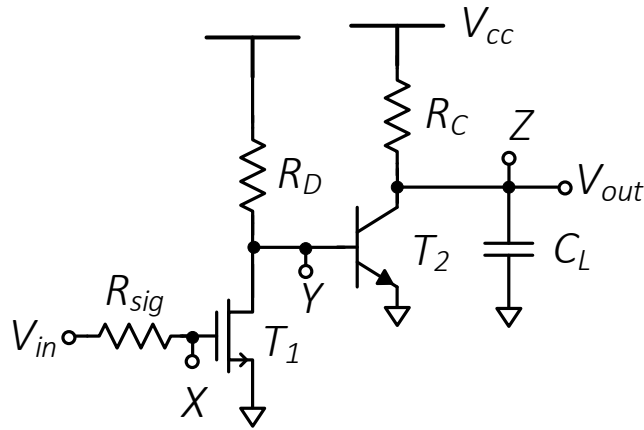 V_cc
R_C
Z
R_D
V_out
T_2
C_L
R_sig
Y
V_in
T_1
X